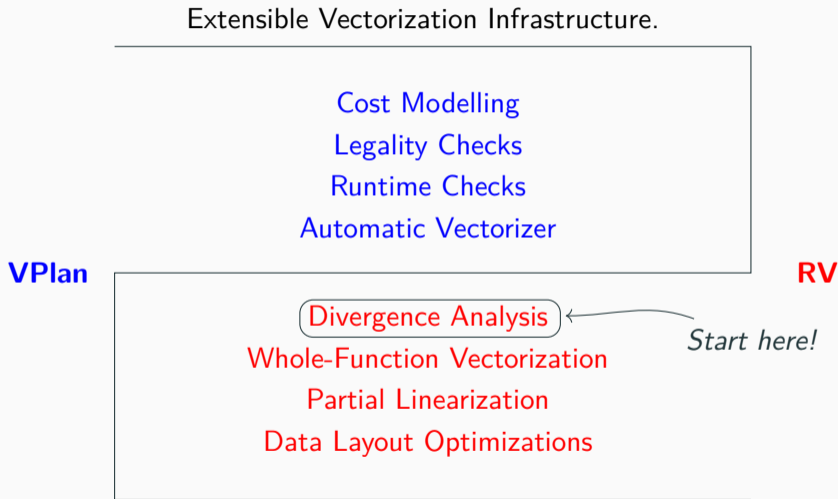 Extensible Vectorization Infrastructure.
Cost Modelling
Legality Checks
Runtime Checks
Automatic Vectorizer
VPlan
RV
Divergence Analysis
Start here!
Whole-Function Vectorization
Partial Linearization
Data Layout Optimizations